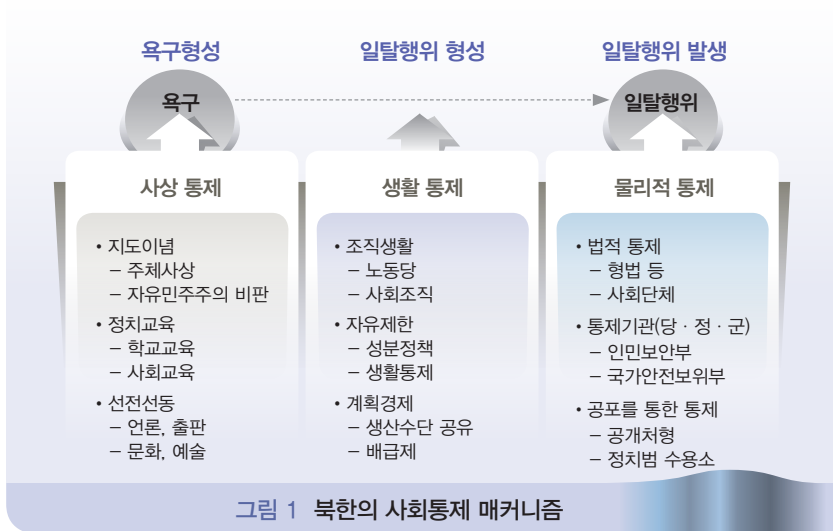 욕구형성
일탈행위 형성
일탈행위 발생
욕구
일탈행위
사상 통제
• 지도이념
– 주체사상
– 자유민주주의 비판
• 정치교육
– 학교교육
– 사회교육
• 선전선동
– 언론, 출판
– 문화, 예술
생활 통제
• 조직생활
– 노동당
– 사회조직
• 자유제한
– 성분정책
– 생활통제
• 계획경제
– 생산수단 공유
– 배급제
물리적 통제
• 법적 통제
– 형법 등
– 사회단체
• 통제기관(당 · 정 · 군)
– 인민보안부
– 국가안전보위부
• 공포를 통한 통제
– 공개처형
– 정치범 수용소
그림 1 북한의 사회통제 매커니즘